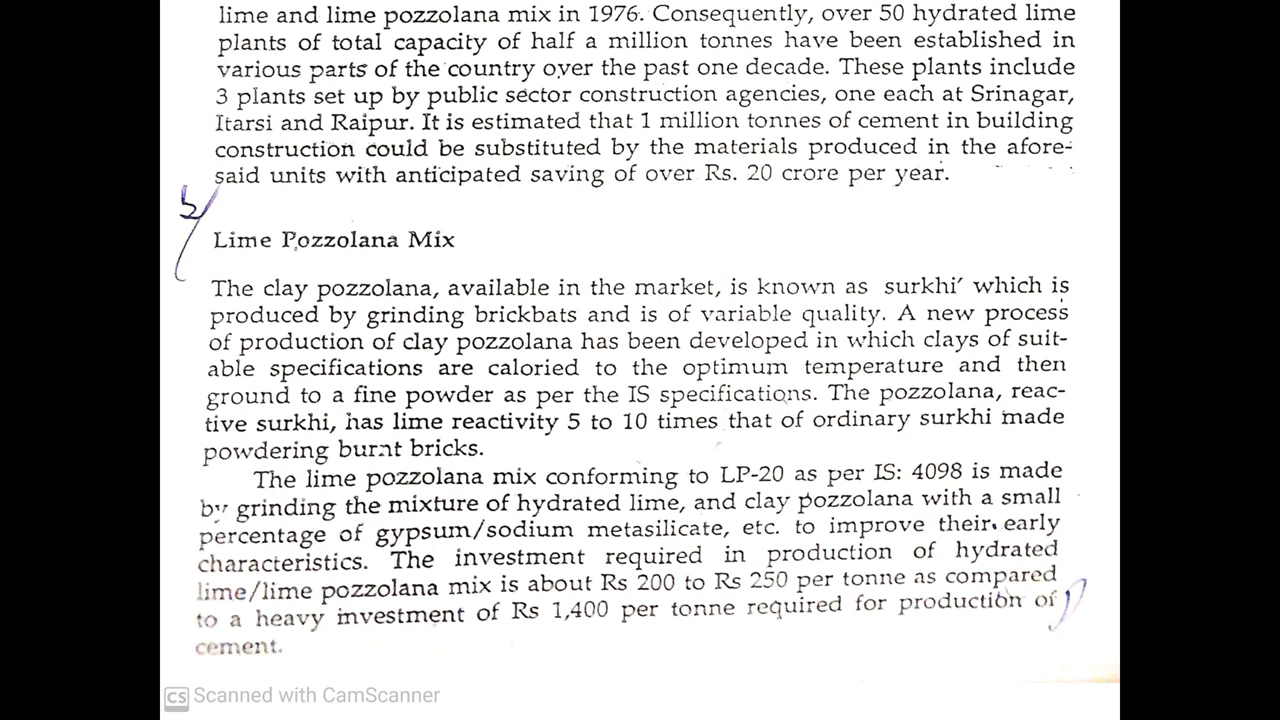 lime and lime pozzolana mix in 1976. Consequently, over 50 hydrated lime
plants of total capacity of half a million tonnes have been established in
various parts of the country over the past one decade. These plants include
3 plants set up by public sector construction agencies, one each at Srinagar,
Itarsi and Raipur. It is estimated that 1 million tonnes of cement in building
construction could be substituted by the materials produced in the afore-
said units with anticipated saving of over Rs. 20 crore per year.
Lime Pozzolana Mix
The clay pozzolana, available in the market, is known as surkhi’ which is
produced by grinding brickbats and is of variable quality. A new process
of production of clay pozzolana has been developed in which clays of suit-
able specifications are caloried to the optimum temperature and then
ground to a fine powder as per the IS specifications. The pozzolana, reac-
tive surkhi, has lime reactivity 5 to 10 times that of ordinary surkhi made
powdering burnt bricks.
The lime pozzolana mix conforming to LP-20 as per IS: 4098 is made
by grinding the mixture of hydrated lime, and clay pozzolana with a small
percentage of gypsum/sodium metasilicate, etc. to improve their early
characteristics. The investment required in production of hydrated
lime/lime pozzolana mix is about Rs 200 to Rs 250 per tonne as compared
to a heavy investment of Rs 1,400 per tonne required for production of
cement.
CS Scanned with CamScanner